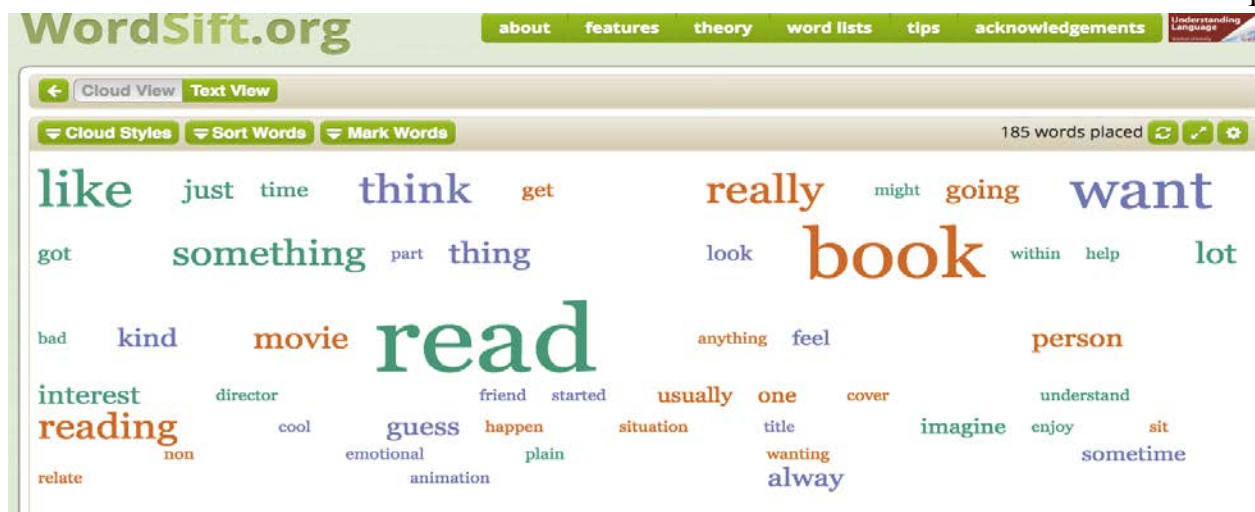 WordSift.org about features theory word lists tips acknowledgements Understanding Language
Cloud View Text View
Cloud Styles Sort Words Mark Words 185 words placed
like just time think get really might going want
got something part thing look book within help lot
bad kind movie read anything feel person
interest director friend started usually one cover understand
reading cool guess happen situation title imagine enjoy sit
non emotional plain wanting sometime
relate animation alway